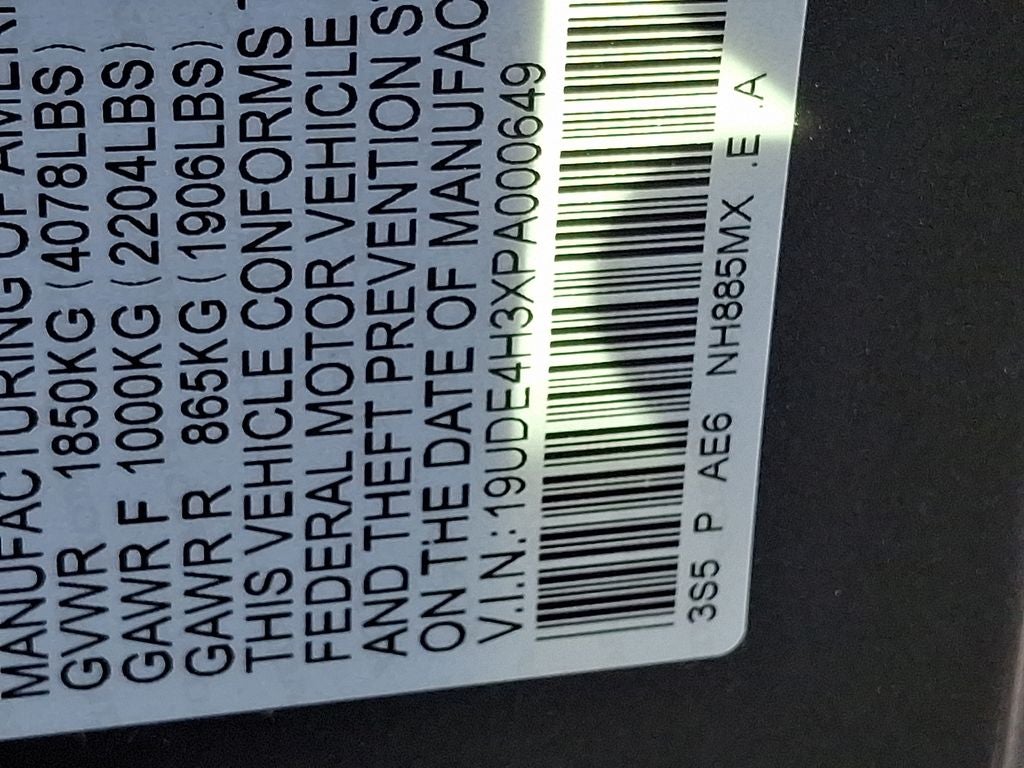 MANUFACTURING OF AMERI
GVWR 1850KG (4078LBS)
GAWR F 1000KG (2204LBS)
GAWR R 865KG (1906LBS)
THIS VEHICLE CONFORMS T
FEDERAL MOTOR VEHICLE
AND THEFT PREVENTION S
ON THE DATE OF MANUFAC
V.I.N.:19UDE4H3XPA000649
3S5 P AE6 NH885MX .E .A